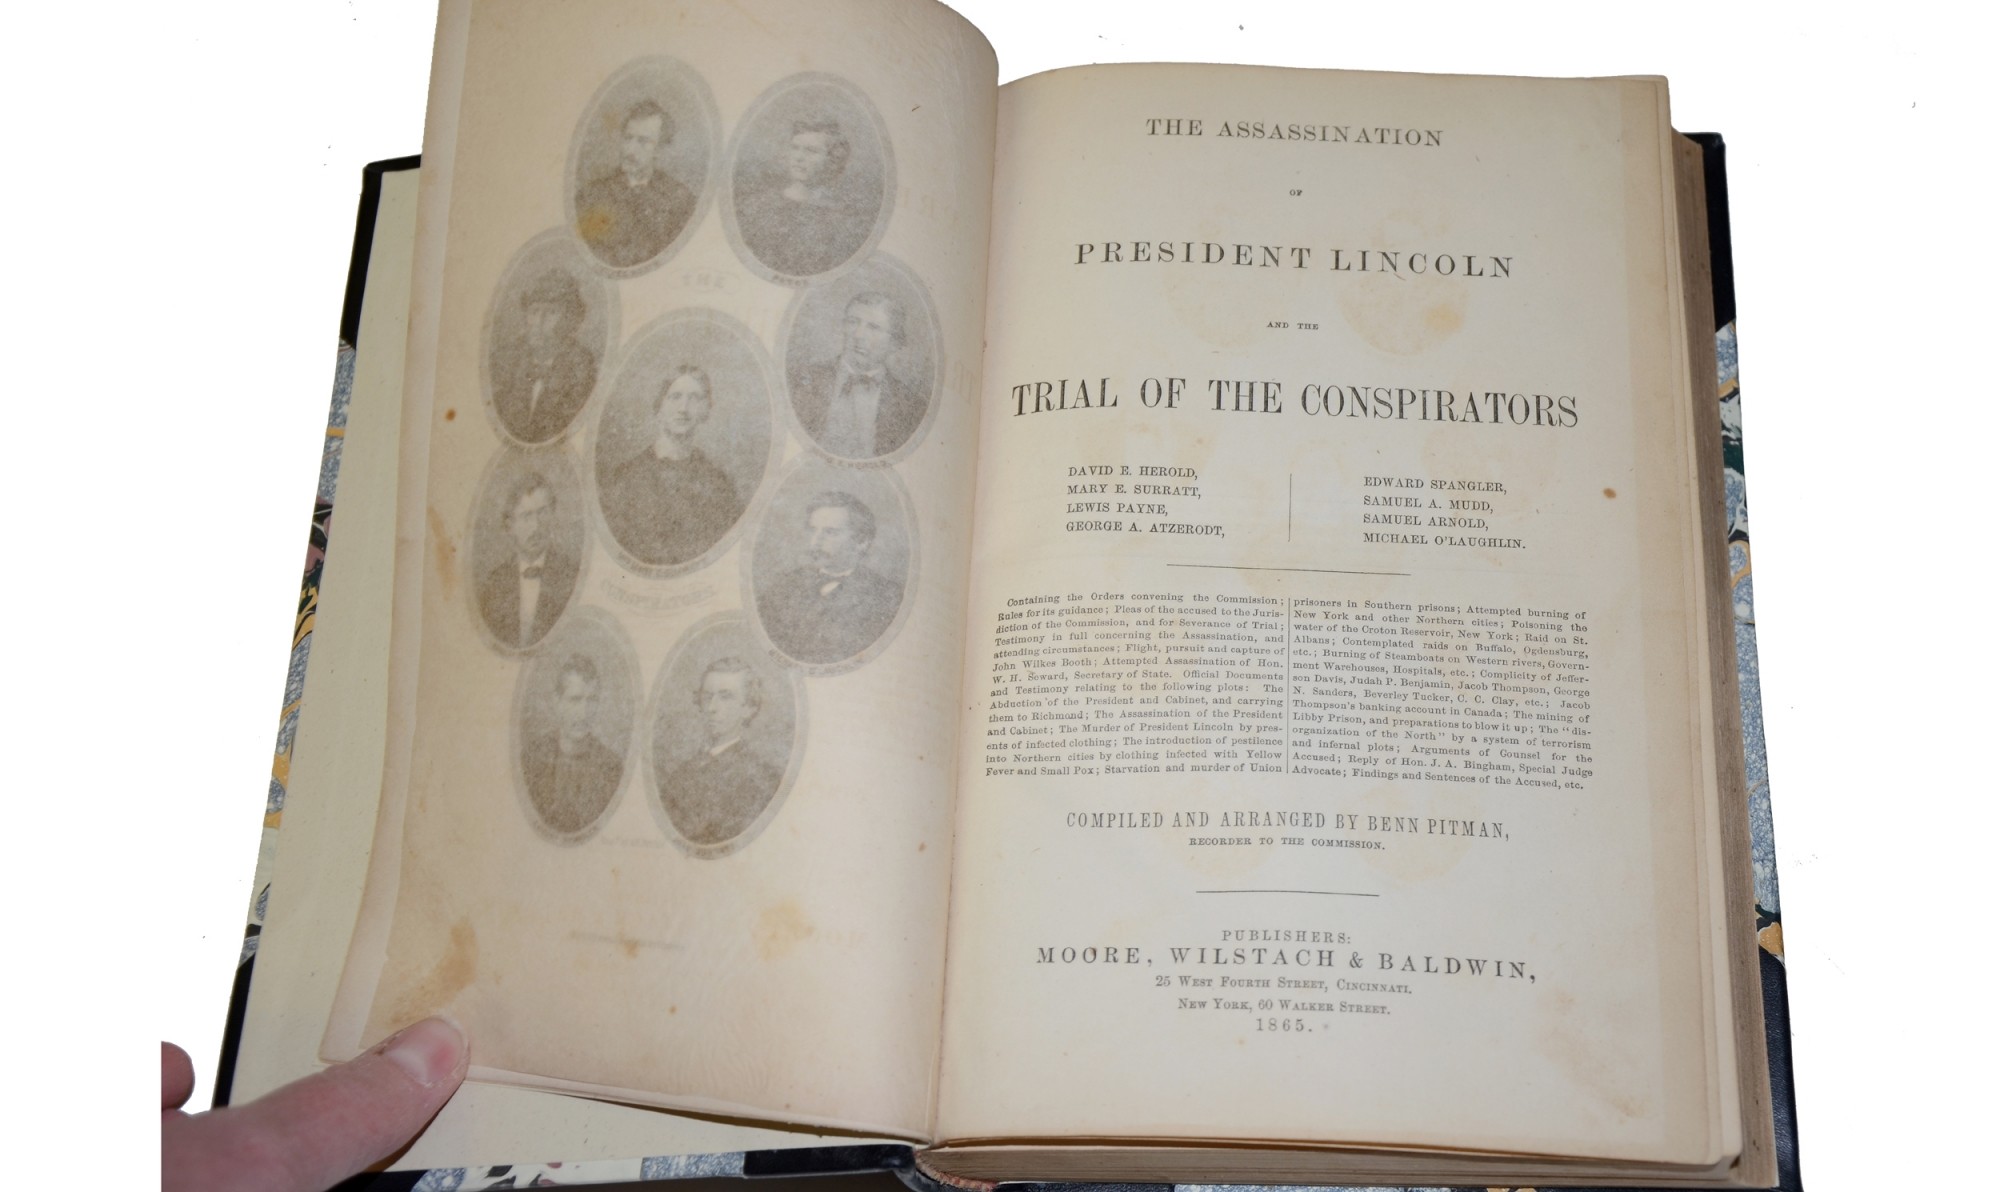 THE ASSASSINATION
OF
PRESIDENT LINCOLN
AND THE
TRIAL OF THE CONSPIRATORS
DAVID E. HEROLD,
MARY E. SURRATT,
LEWIS PAYNE,
GEORGE A. ATZERODT,
EDWARD SPANGLER,
SAMUEL A. MUDD,
SAMUEL ARNOLD,
MICHAEL O'LAUGHLIN.
Containing the Orders convening the Commission;
Rules for its guidance; Pleas of the accused to the Juris-
diction of the Commission, and for Severance of Trial;
Testimony in full concerning the Assassination, and
attending circumstances; Flight, pursuit and capture of
John Wilkes Booth; Attempted Assassination of Hon.
W. H. Seward, Secretary of State. Official Documents
and Testimony relating to the following plots: The
Abduction of the President and Cabinet, and carrying
them to Richmond; The Assassination of the President
and Cabinet; The Murder of President Lincoln by pres-
ents of infected clothing; The introduction of pestilence
into Northern cities by clothing infected with Yellow
Fever and Small Pox; Starvation and murder of Union
prisoners in Southern prisons; Attempted burning of
New York and other Northern cities; Poisoning the
water of the Croton Reservoir, New York; Raid on St.
Albans; Contemplated raids on Buffalo, Ogdensburg,
etc.; Burning of Steamboats on Western rivers, Govern-
ment Warehouses, Hospitals, etc.; Complicity of Jeffer-
son Davis, Judah P. Benjamin, Jacob Thompson, George
N. Sanders, Beverley Tucker, C. C. Clay, etc.; Jacob
Thompson's banking account in Canada; The mining of
Libby Prison, and preparations to blow it up; The "dis-
organization of the North" by a system of terrorism
and infernal plots; Arguments of Counsel for the
Accused; Reply of Hon. J. A. Bingham, Special Judge
Advocate; Findings and Sentences of the Accused, etc.
COMPILED AND ARRANGED BY BENN PITMAN,
RECORDER TO THE COMMISSION.
PUBLISHERS:
MOORE, WILSTACH & BALDWIN,
25 WEST FOURTH STREET, CINCINNATI.
NEW YORK, 60 WALKER STREET.
1865.